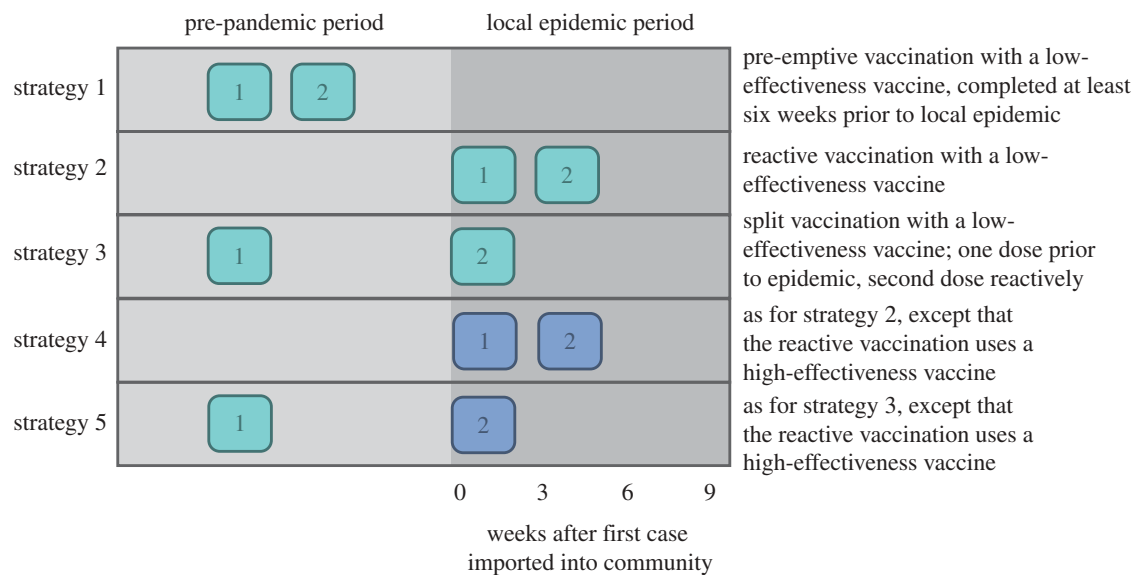 pre-pandemic period
local epidemic period
strategy 1
1
2
pre-emptive vaccination with a low-
effectiveness vaccine, completed at least
six weeks prior to local epidemic
strategy 2
1
2
reactive vaccination with a low-
effectiveness vaccine
strategy 3
1
2
split vaccination with a low-
effectiveness vaccine; one dose prior
to epidemic, second dose reactively
strategy 4
1
2
as for strategy 2, except that
the reactive vaccination uses a
high-effectiveness vaccine
strategy 5
1
2
as for strategy 3, except that
the reactive vaccination uses a
high-effectiveness vaccine
0 3 6 9
weeks after first case
imported into community